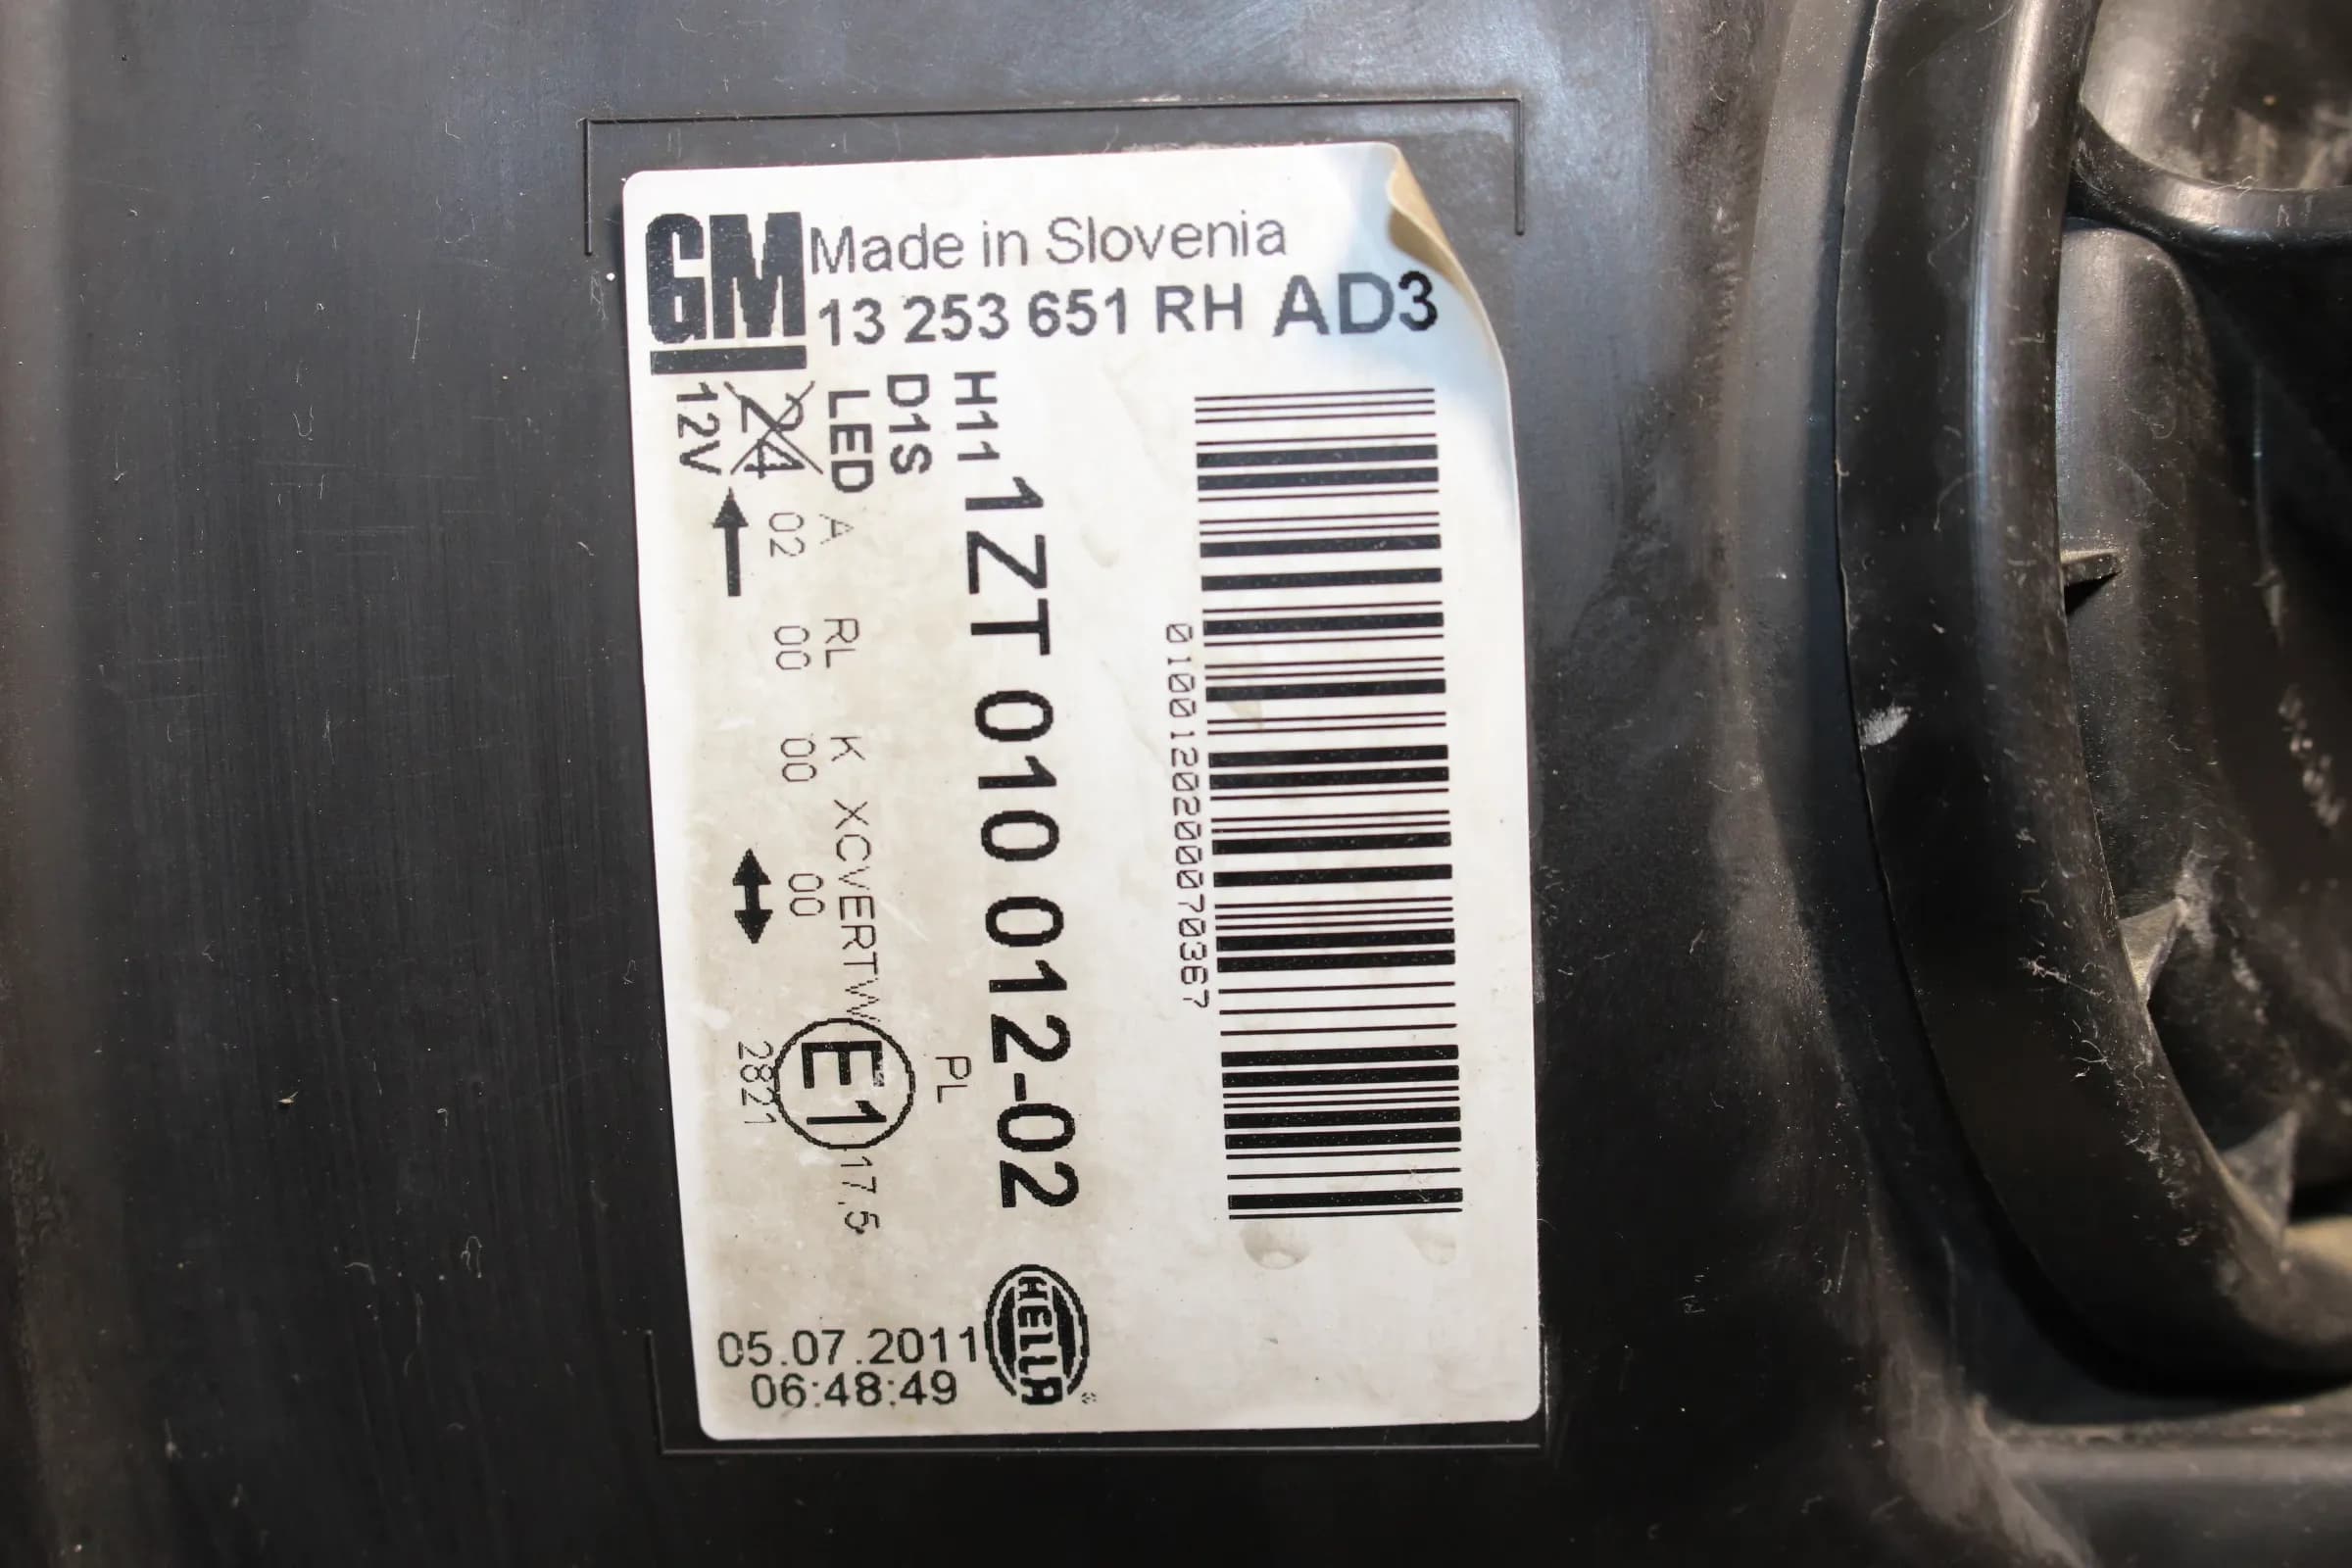 GM Made in Slovenia
13 253 651 RH AD3
H11
D1S
LED
24
12V
1ZT 010 012-02
A RL K XCVERTW
02 00 00 00
PL
E1 17,5
2821
01001202000070367
05.07.2011
06:48:49
HELLA